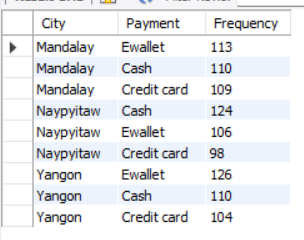 City Payment Frequency
Mandalay Ewallet 113
Mandalay Cash 110
Mandalay Credit card 109
Naypyitaw Cash 124
Naypyitaw Ewallet 106
Naypyitaw Credit card 98
Yangon Ewallet 126
Yangon Cash 110
Yangon Credit card 104